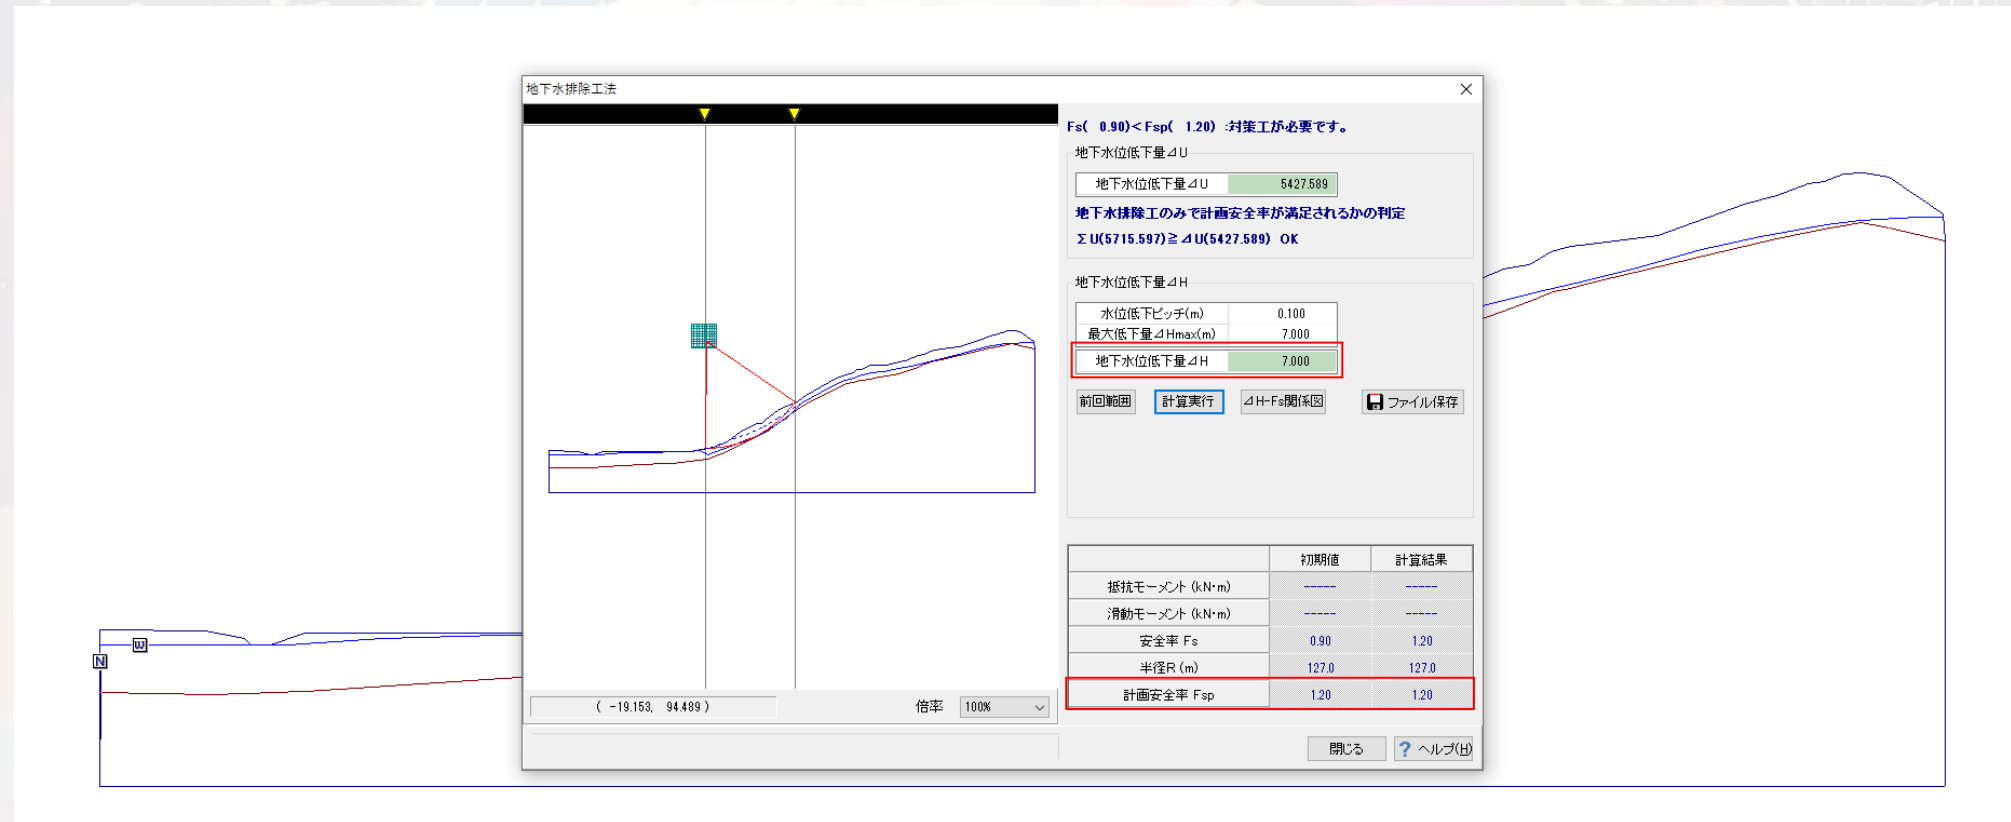 地下水排除工法
Fs( 0.90)<Fsp( 1.20) :対策工が必要です。
地下水位低下量⊿U
地下水位低下量⊿U 5427.589
地下水排除工のみで計画安全率が満足されるかの判定
ΣU(5715.597)≧⊿U(5427.589) OK
地下水位低下量⊿H
水位低下ピッチ(m) 0.100
最大低下量⊿Hmax(m) 7.000
地下水位低下量⊿H 7.000
前回範囲 計算実行 ⊿H-Fs関係図 ファイル保存
初期値 計算結果
抵抗モーメント (kN・m) ----- -----
滑動モーメント (kN・m) ----- -----
安全率 Fs 0.90 1.20
半径R (m) 127.0 127.0
計画安全率 Fsp 1.20 1.20
( -19.153, 94.489 ) 倍率 100%
閉じる ? ヘルプ(H)
W
N